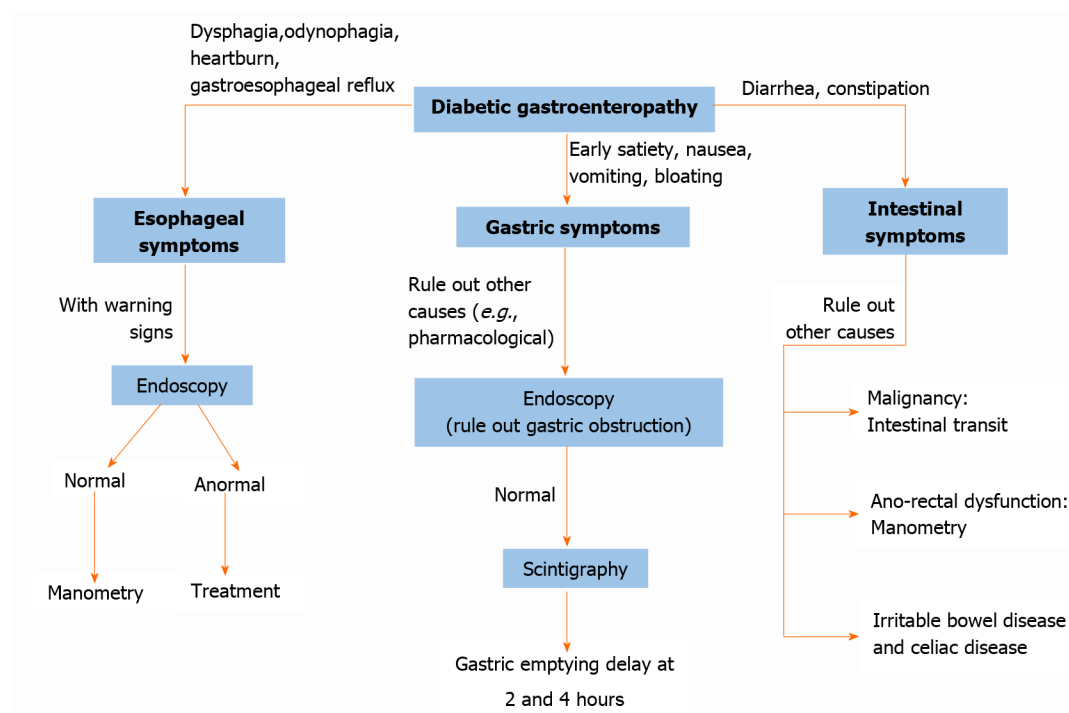 Dysphagia,odynophagia,
heartburn,
gastroesophageal reflux
Diabetic gastroenteropathy
Diarrhea, constipation
Early satiety, nausea,
vomiting, bloating
Esophageal
symptoms
Gastric symptoms
Intestinal
symptoms
With warning
signs
Rule out other
causes (e.g.,
pharmacological)
Rule out
other causes
Endoscopy
Endoscopy
(rule out gastric obstruction)
Malignancy:
Intestinal transit
Normal
Anormal
Normal
Ano-rectal dysfunction:
Manometry
Manometry
Treatment
Scintigraphy
Irritable bowel disease
and celiac disease
Gastric emptying delay at
2 and 4 hours